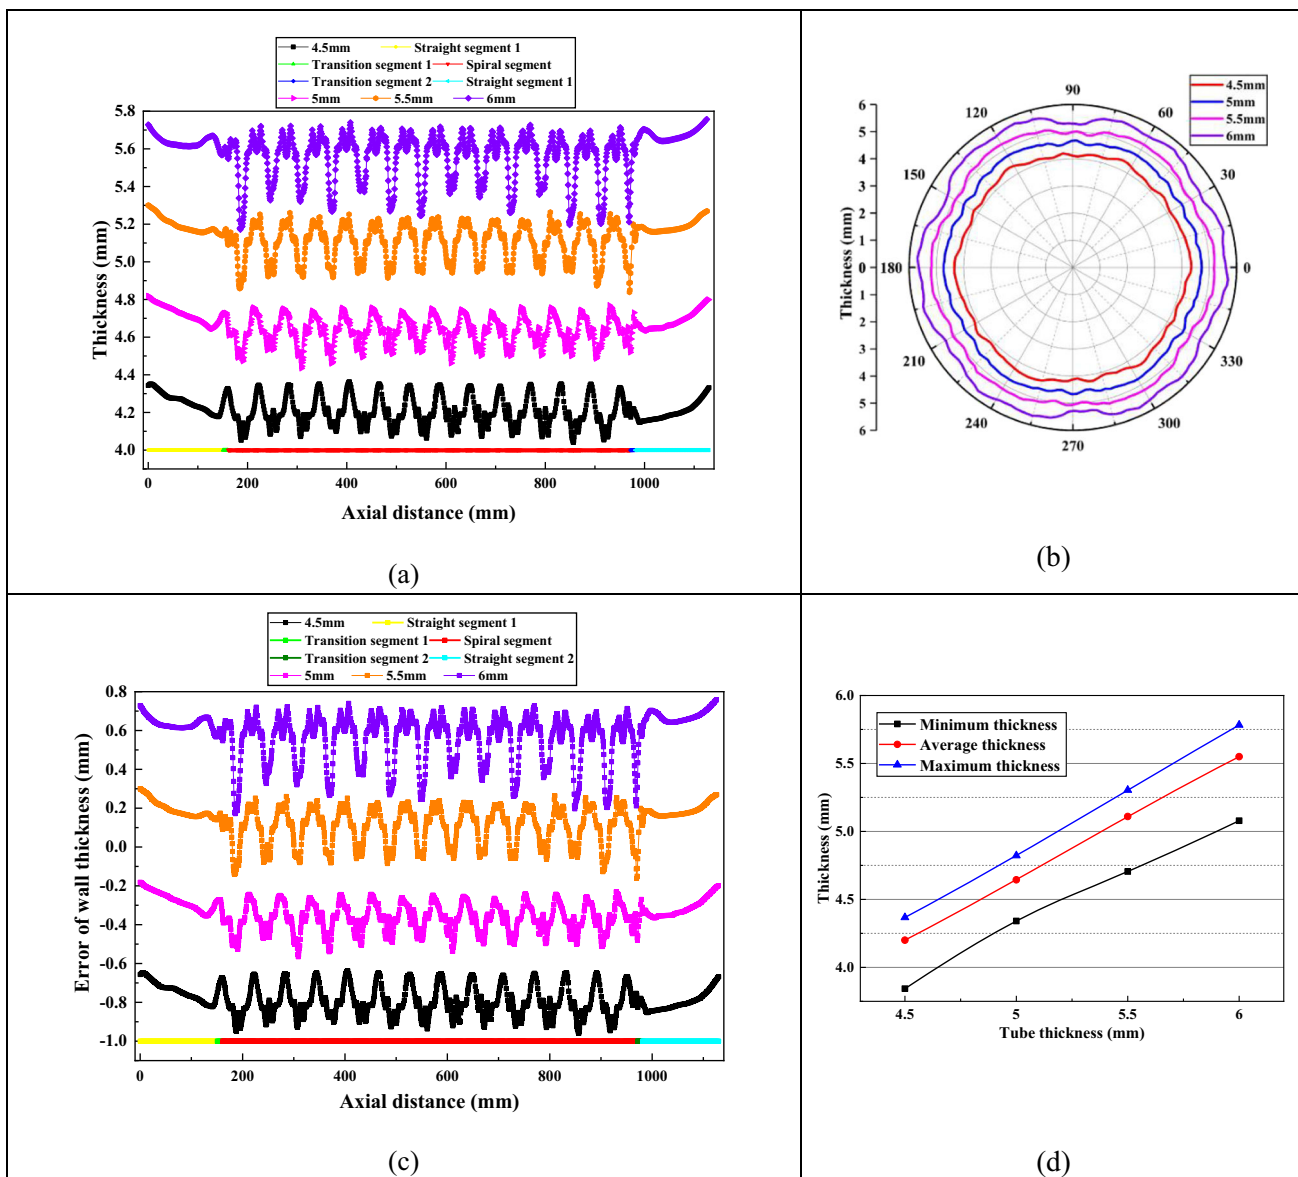 4.5mm Straight segment 1
Transition segment 1 Spiral segment
Transition segment 2 Straight segment 1
5mm 5.5mm 6mm
5.8
5.6
5.4
5.2
5.0
4.8
4.6
4.4
4.2
4.0
Thickness (mm)
0 200 400 600 800 1000
Axial distance (mm)
(a)
4.5mm
5mm
5.5mm
6mm
90
120 60
150 30
180 0
210 330
240 300
270
6
5
4
3
2
1
0
1
2
3
4
5
6
Thickness (mm)
(b)
4.5mm Straight segment 1
Transition segment 1 Spiral segment
Transition segment 2 Straight segment 2
5mm 5.5mm 6mm
0.8
0.6
0.4
0.2
0.0
-0.2
-0.4
-0.6
-0.8
-1.0
Error of wall thickness (mm)
0 200 400 600 800 1000
Axial distance (mm)
(c)
Minimum thickness
Average thickness
Maximum thickness
6.0
5.5
5.0
4.5
4.0
Thickness (mm)
4.5 5 5.5 6
Tube thickness (mm)
(d)